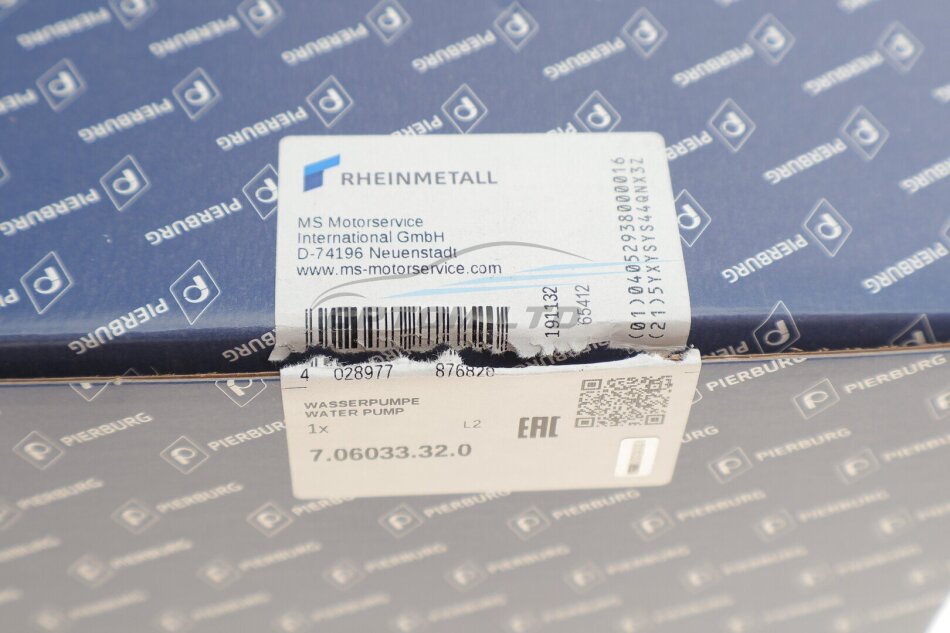 RHEINMETALL
MS Motorservice
International GmbH
D-74196 Neuenstadt
www.ms-motorservice.com
191132
65412
(01)04052938000016
(21)5YXYSYS44QNX3Z
4 028977 876820
WASSERPUMPE
WATER PUMP
1x
L2
EAC
7.06033.32.0
PIERBURG